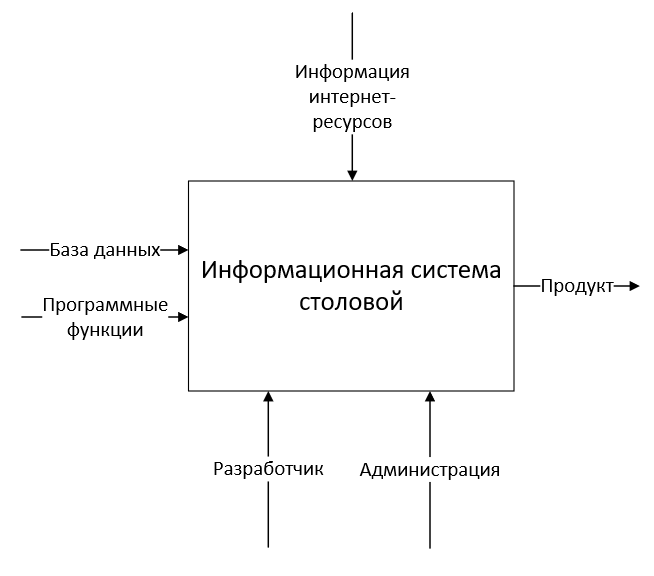 Информация
интернет-
ресурсов
База данных
Программные
функции
Информационная система
столовой
Продукт
Разработчик
Администрация